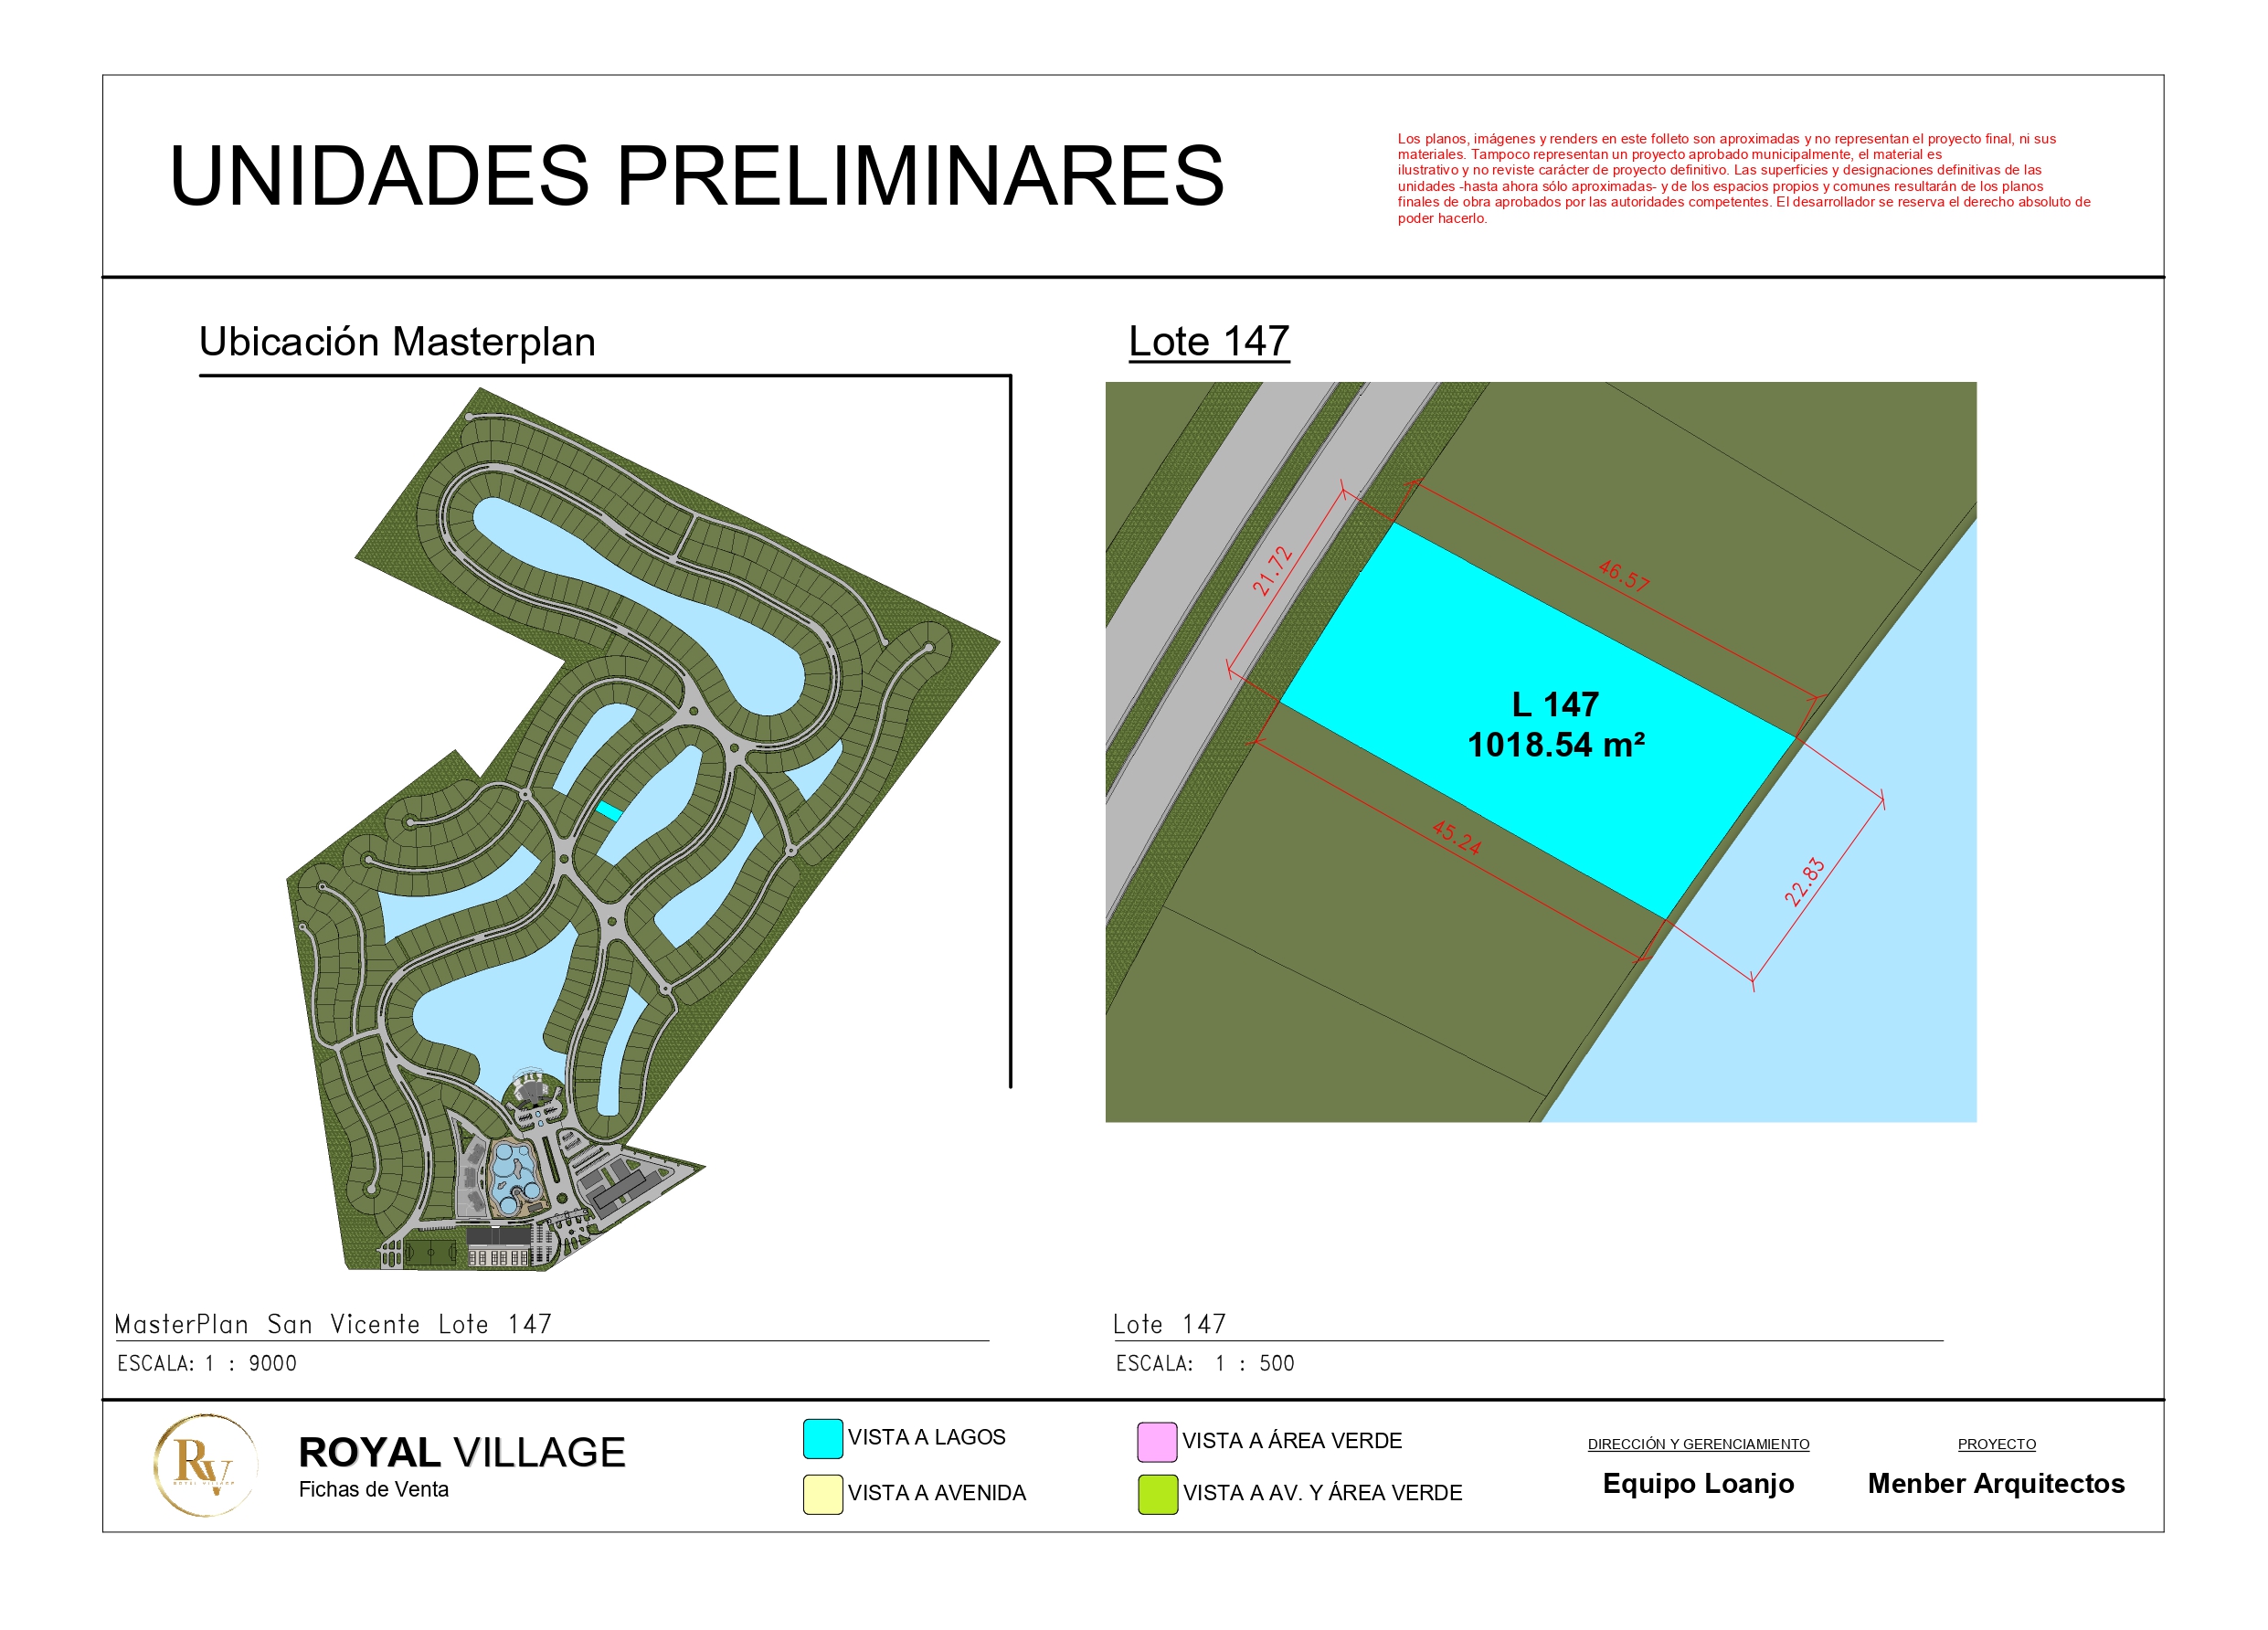 UNIDADES PRELIMINARES
Los planos, imágenes y renders en este folleto son aproximadas y no representan el proyecto final, ni sus
materiales. Tampoco representan un proyecto aprobado municipalmente, el material es
ilustrativo y no reviste carácter de proyecto definitivo. Las superficies y designaciones definitivas de las
unidades -hasta ahora sólo aproximadas- y de los espacios propios y comunes resultarán de los planos
finales de obra aprobados por las autoridades competentes. El desarrollador se reserva el derecho absoluto de
poder hacerlo.
Ubicación Masterplan
Lote 147
21.72
46.57
L 147
1018.54 m²
45.24
22.83
MasterPlan San Vicente Lote 147
ESCALA: 1 : 9000
Lote 147
ESCALA: 1 : 500
RV
ROYAL VILLAGE
ROYAL VILLAGE
Fichas de Venta
VISTA A LAGOS
VISTA A AVENIDA
VISTA A ÁREA VERDE
VISTA A AV. Y ÁREA VERDE
DIRECCIÓN Y GERENCIAMIENTO
Equipo Loanjo
PROYECTO
Menber Arquitectos